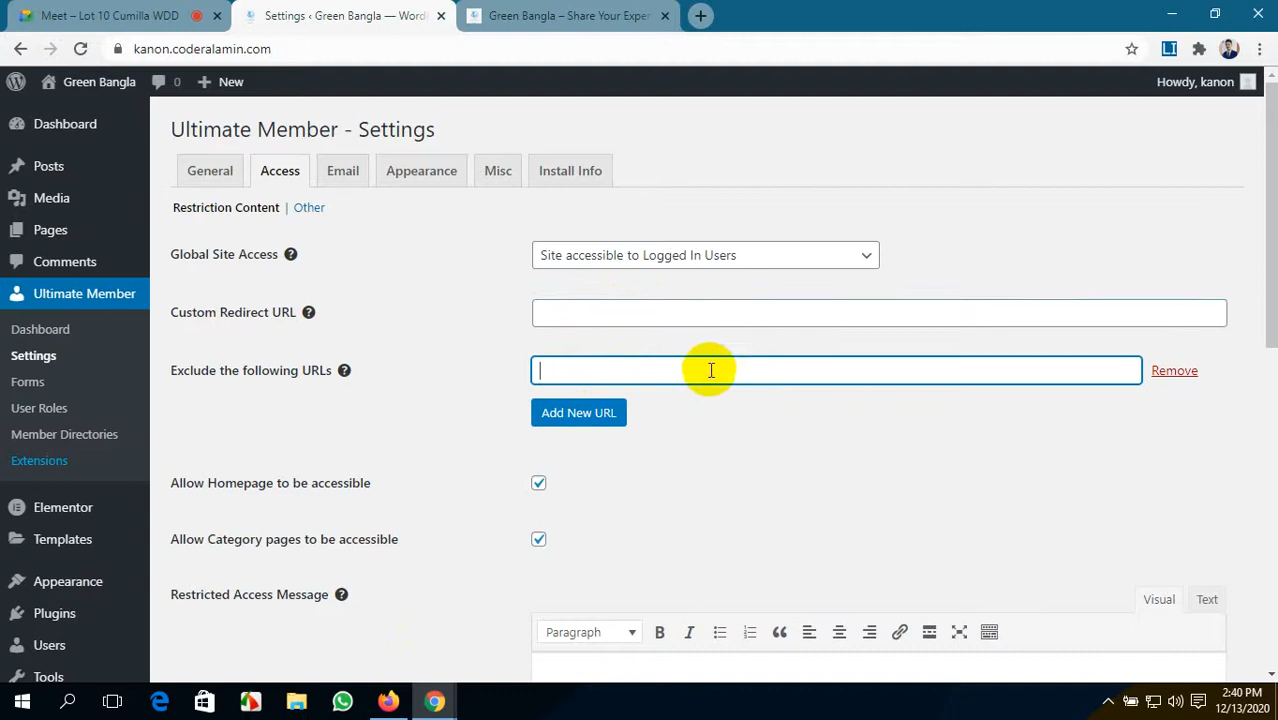 Meet – Lot 10 Cumilla WDD
Settings ‹ Green Bangla — Word
Green Bangla – Share Your Exper
kanon.coderalamin.com
Green Bangla
0
New
Howdy, kanon
Dashboard
Posts
Media
Pages
Comments
Ultimate Member
Dashboard
Settings
Forms
User Roles
Member Directories
Extensions
Elementor
Templates
Appearance
Plugins
Users
Tools
Ultimate Member - Settings
General
Access
Email
Appearance
Misc
Install Info
Restriction Content | Other
Global Site Access
Site accessible to Logged In Users
Custom Redirect URL
Exclude the following URLs
Remove
Add New URL
Allow Homepage to be accessible
Allow Category pages to be accessible
Restricted Access Message
Visual
Text
Paragraph
B
I
2:40 PM
12/13/2020